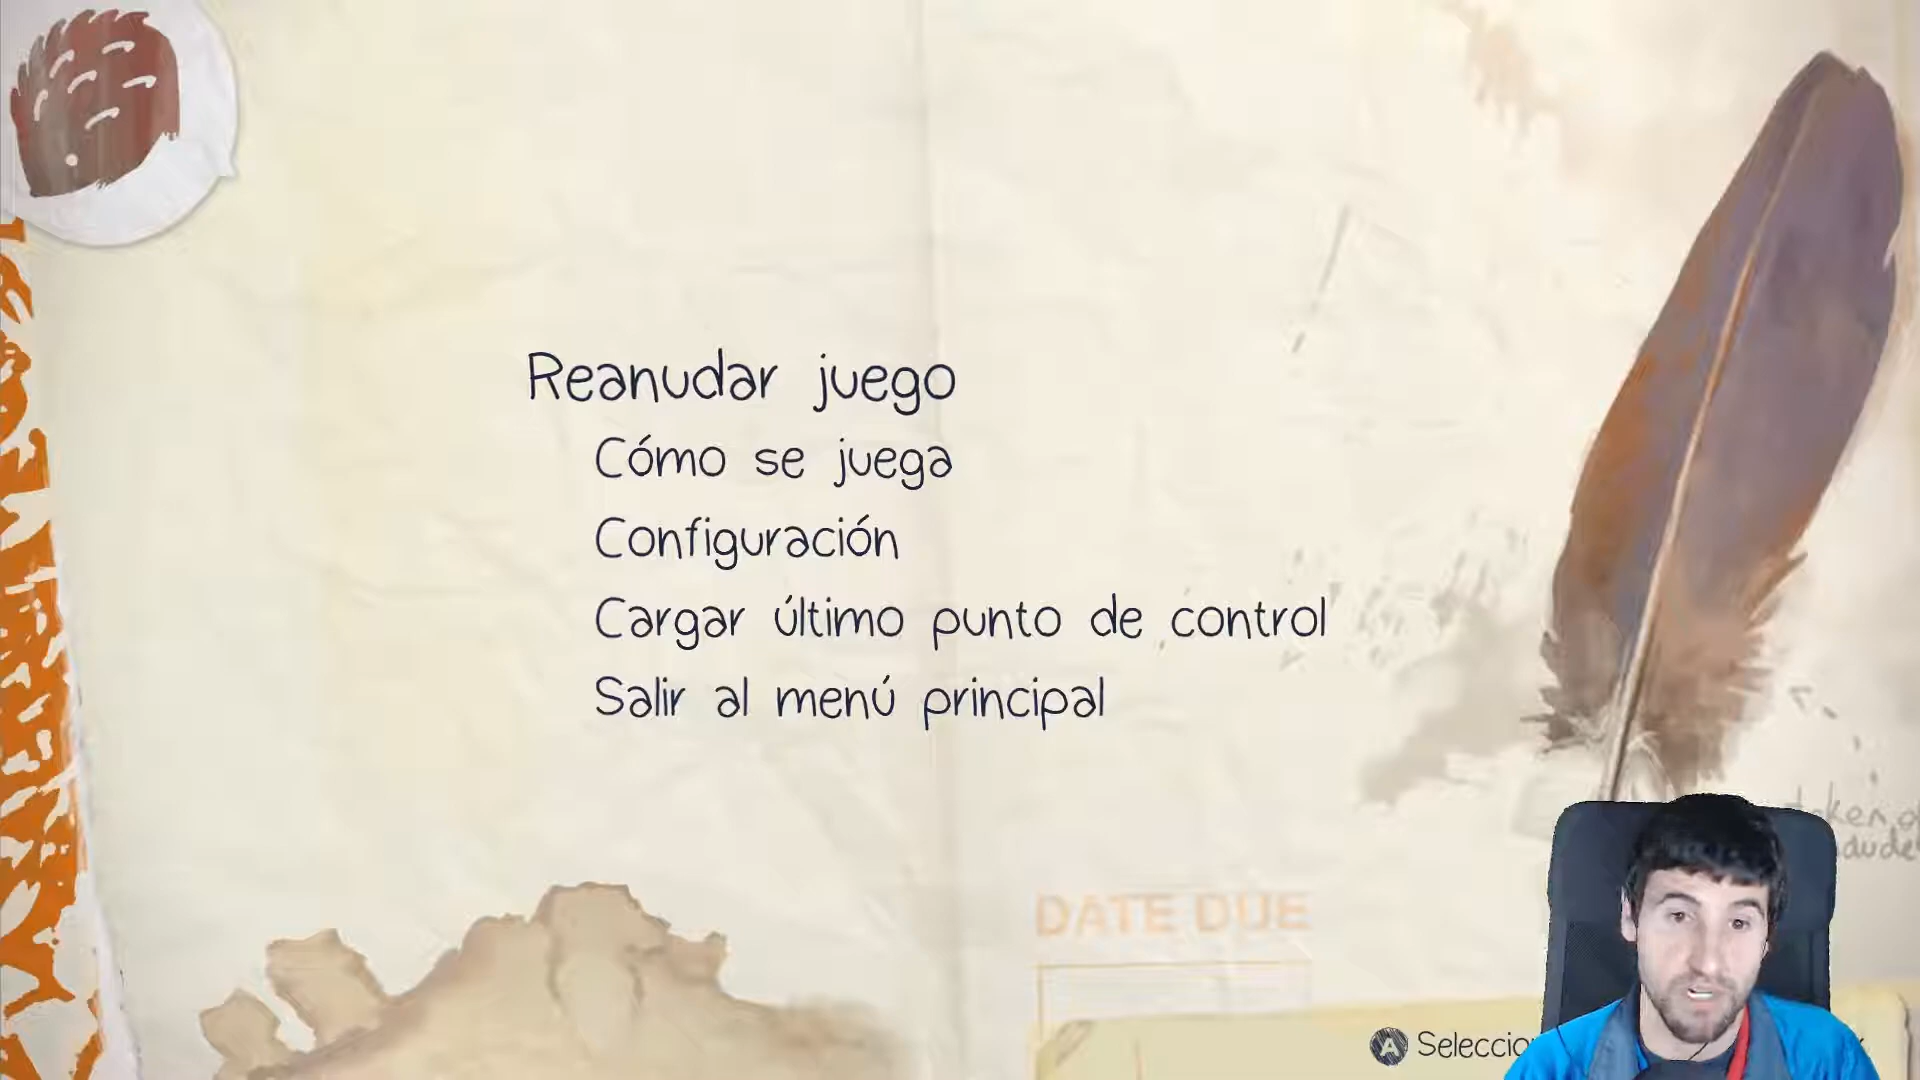 Reanudar juego
Cómo se juega
Configuración
Cargar último punto de control
Salir al menú principal
DATE DUE
A